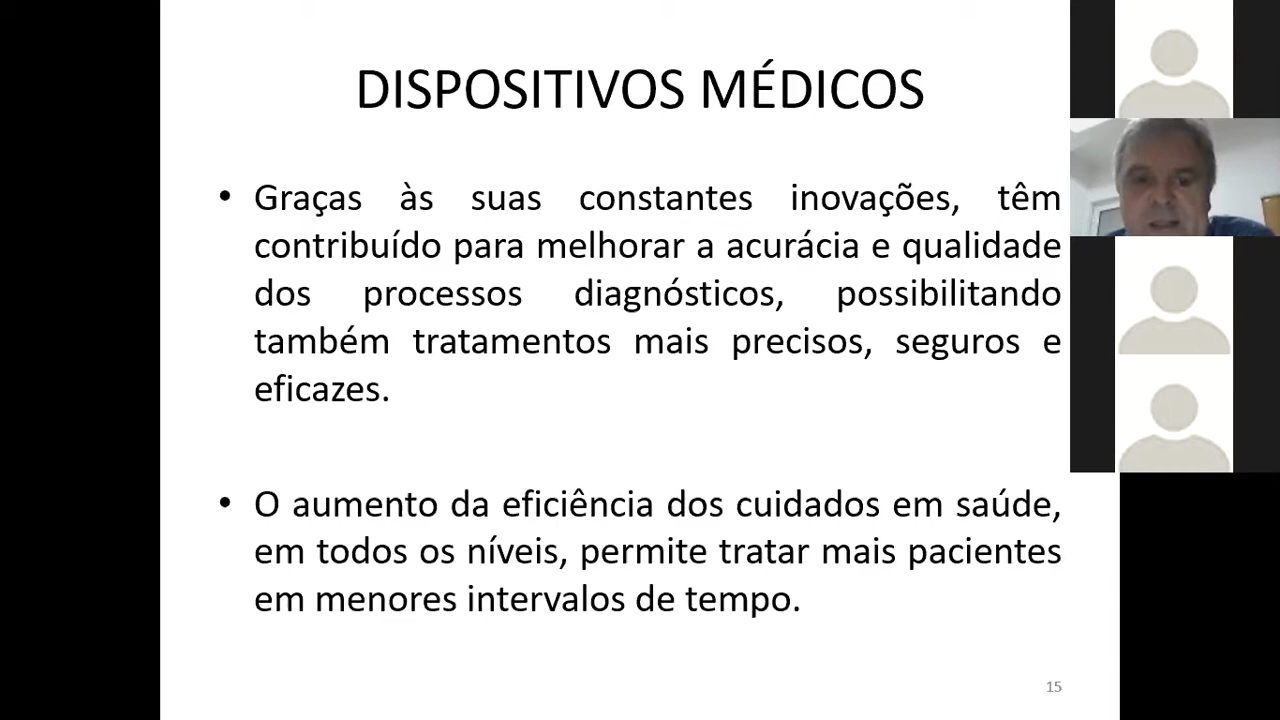 DISPOSITIVOS MÉDICOS
• Graças às suas constantes inovações, têm
contribuído para melhorar a acurácia e qualidade
dos processos diagnósticos, possibilitando
também tratamentos mais precisos, seguros e
eficazes.
• O aumento da eficiência dos cuidados em saúde,
em todos os níveis, permite tratar mais pacientes
em menores intervalos de tempo.
15